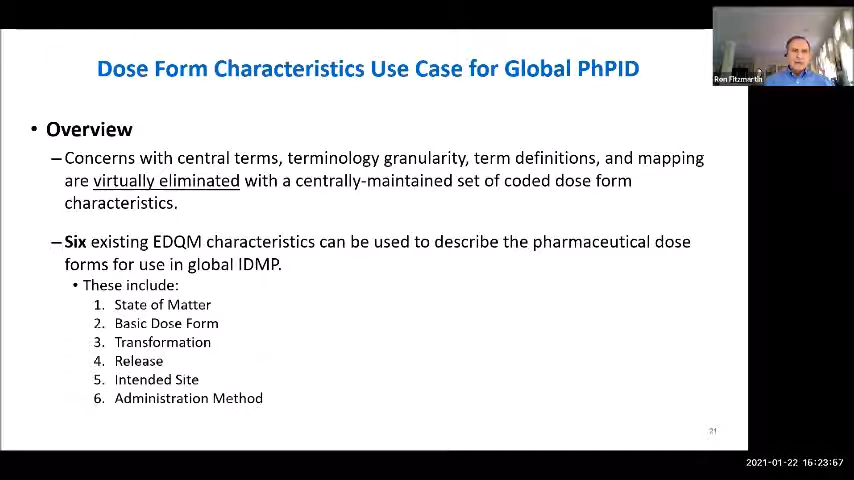 Dose Form Characteristics Use Case for Global PhPID
Ron Fitzmartin
• Overview
–Concerns with central terms, terminology granularity, term definitions, and mapping
are virtually eliminated with a centrally-maintained set of coded dose form
characteristics.
–Six existing EDQM characteristics can be used to describe the pharmaceutical dose
forms for use in global IDMP.
• These include:
1. State of Matter
2. Basic Dose Form
3. Transformation
4. Release
5. Intended Site
6. Administration Method
21
2021-01-22 16:23:67